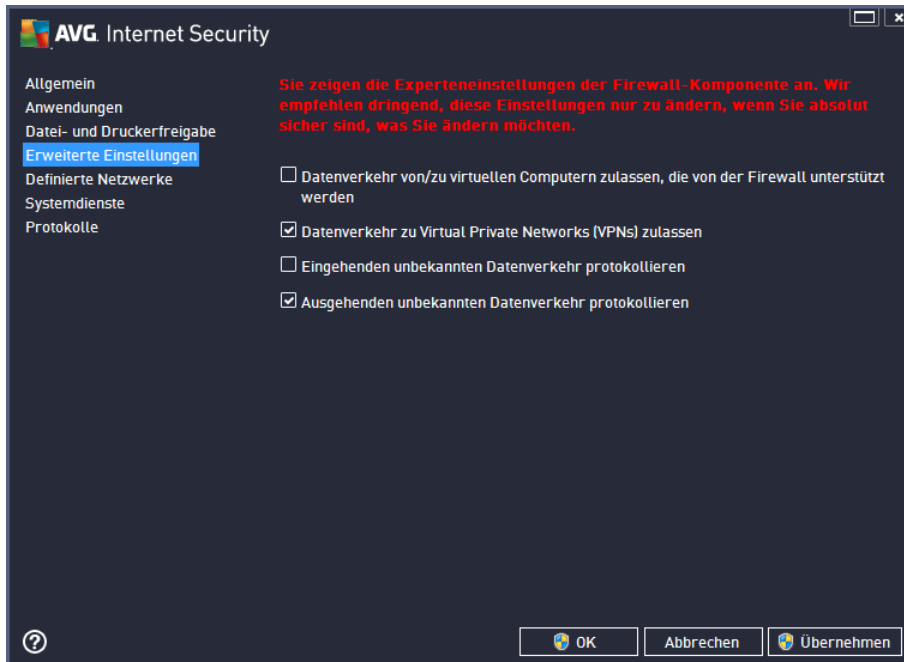 AVG. Internet Security
Allgemein
Anwendungen
Datei- und Druckerfreigabe
Erweiterte Einstellungen
Definierte Netzwerke
Systemdienste
Protokolle
Sie zeigen die Experteneinstellungen der Firewall-Komponente an. Wir
empfehlen dringend, diese Einstellungen nur zu ändern, wenn Sie absolut
sicher sind, was Sie ändern möchten.
Datenverkehr von/zu virtuellen Computern zulassen, die von der Firewall unterstützt
werden
Datenverkehr zu Virtual Private Networks (VPNs) zulassen
Eingehenden unbekannten Datenverkehr protokollieren
Ausgehenden unbekannten Datenverkehr protokollieren
OK
Abbrechen
Übernehmen